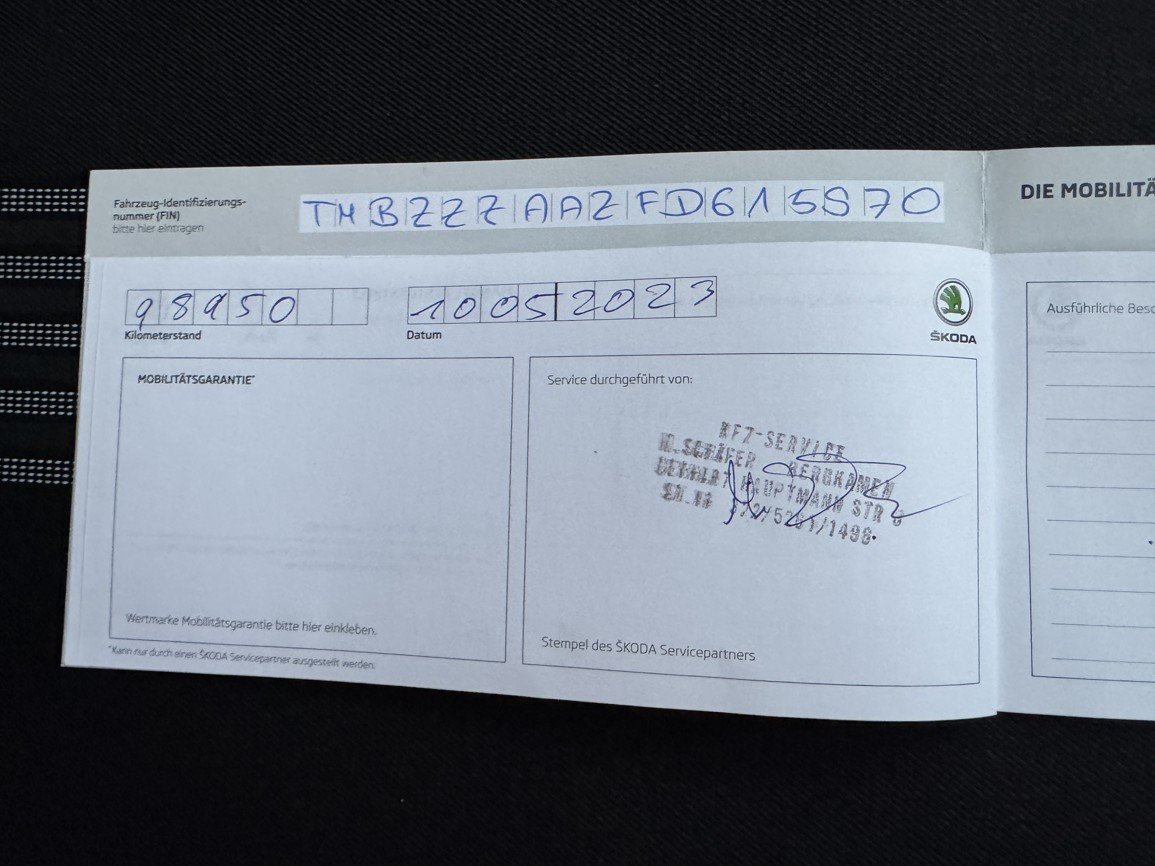 Fahrzeug-Identifizierungs-
nummer (FIN)
bitte hier eintragen
TMBZZZAAZFD615570
DIE MOBILITÄ
98950
Kilometerstand
10052023
Datum
ŠKODA
Ausführliche Besc
MOBILITÄTSGARANTIE*
Service durchgeführt von:
KFZ-SERVICE
SCHÄFER BERGKAMEN
HAUPTMANN STR
/1498
Wertmarke Mobilitätsgarantie bitte hier einkleben.
Stempel des ŠKODA Servicepartners
*Kann nur durch einen ŠKODA Servicepartner ausgestellt werden.